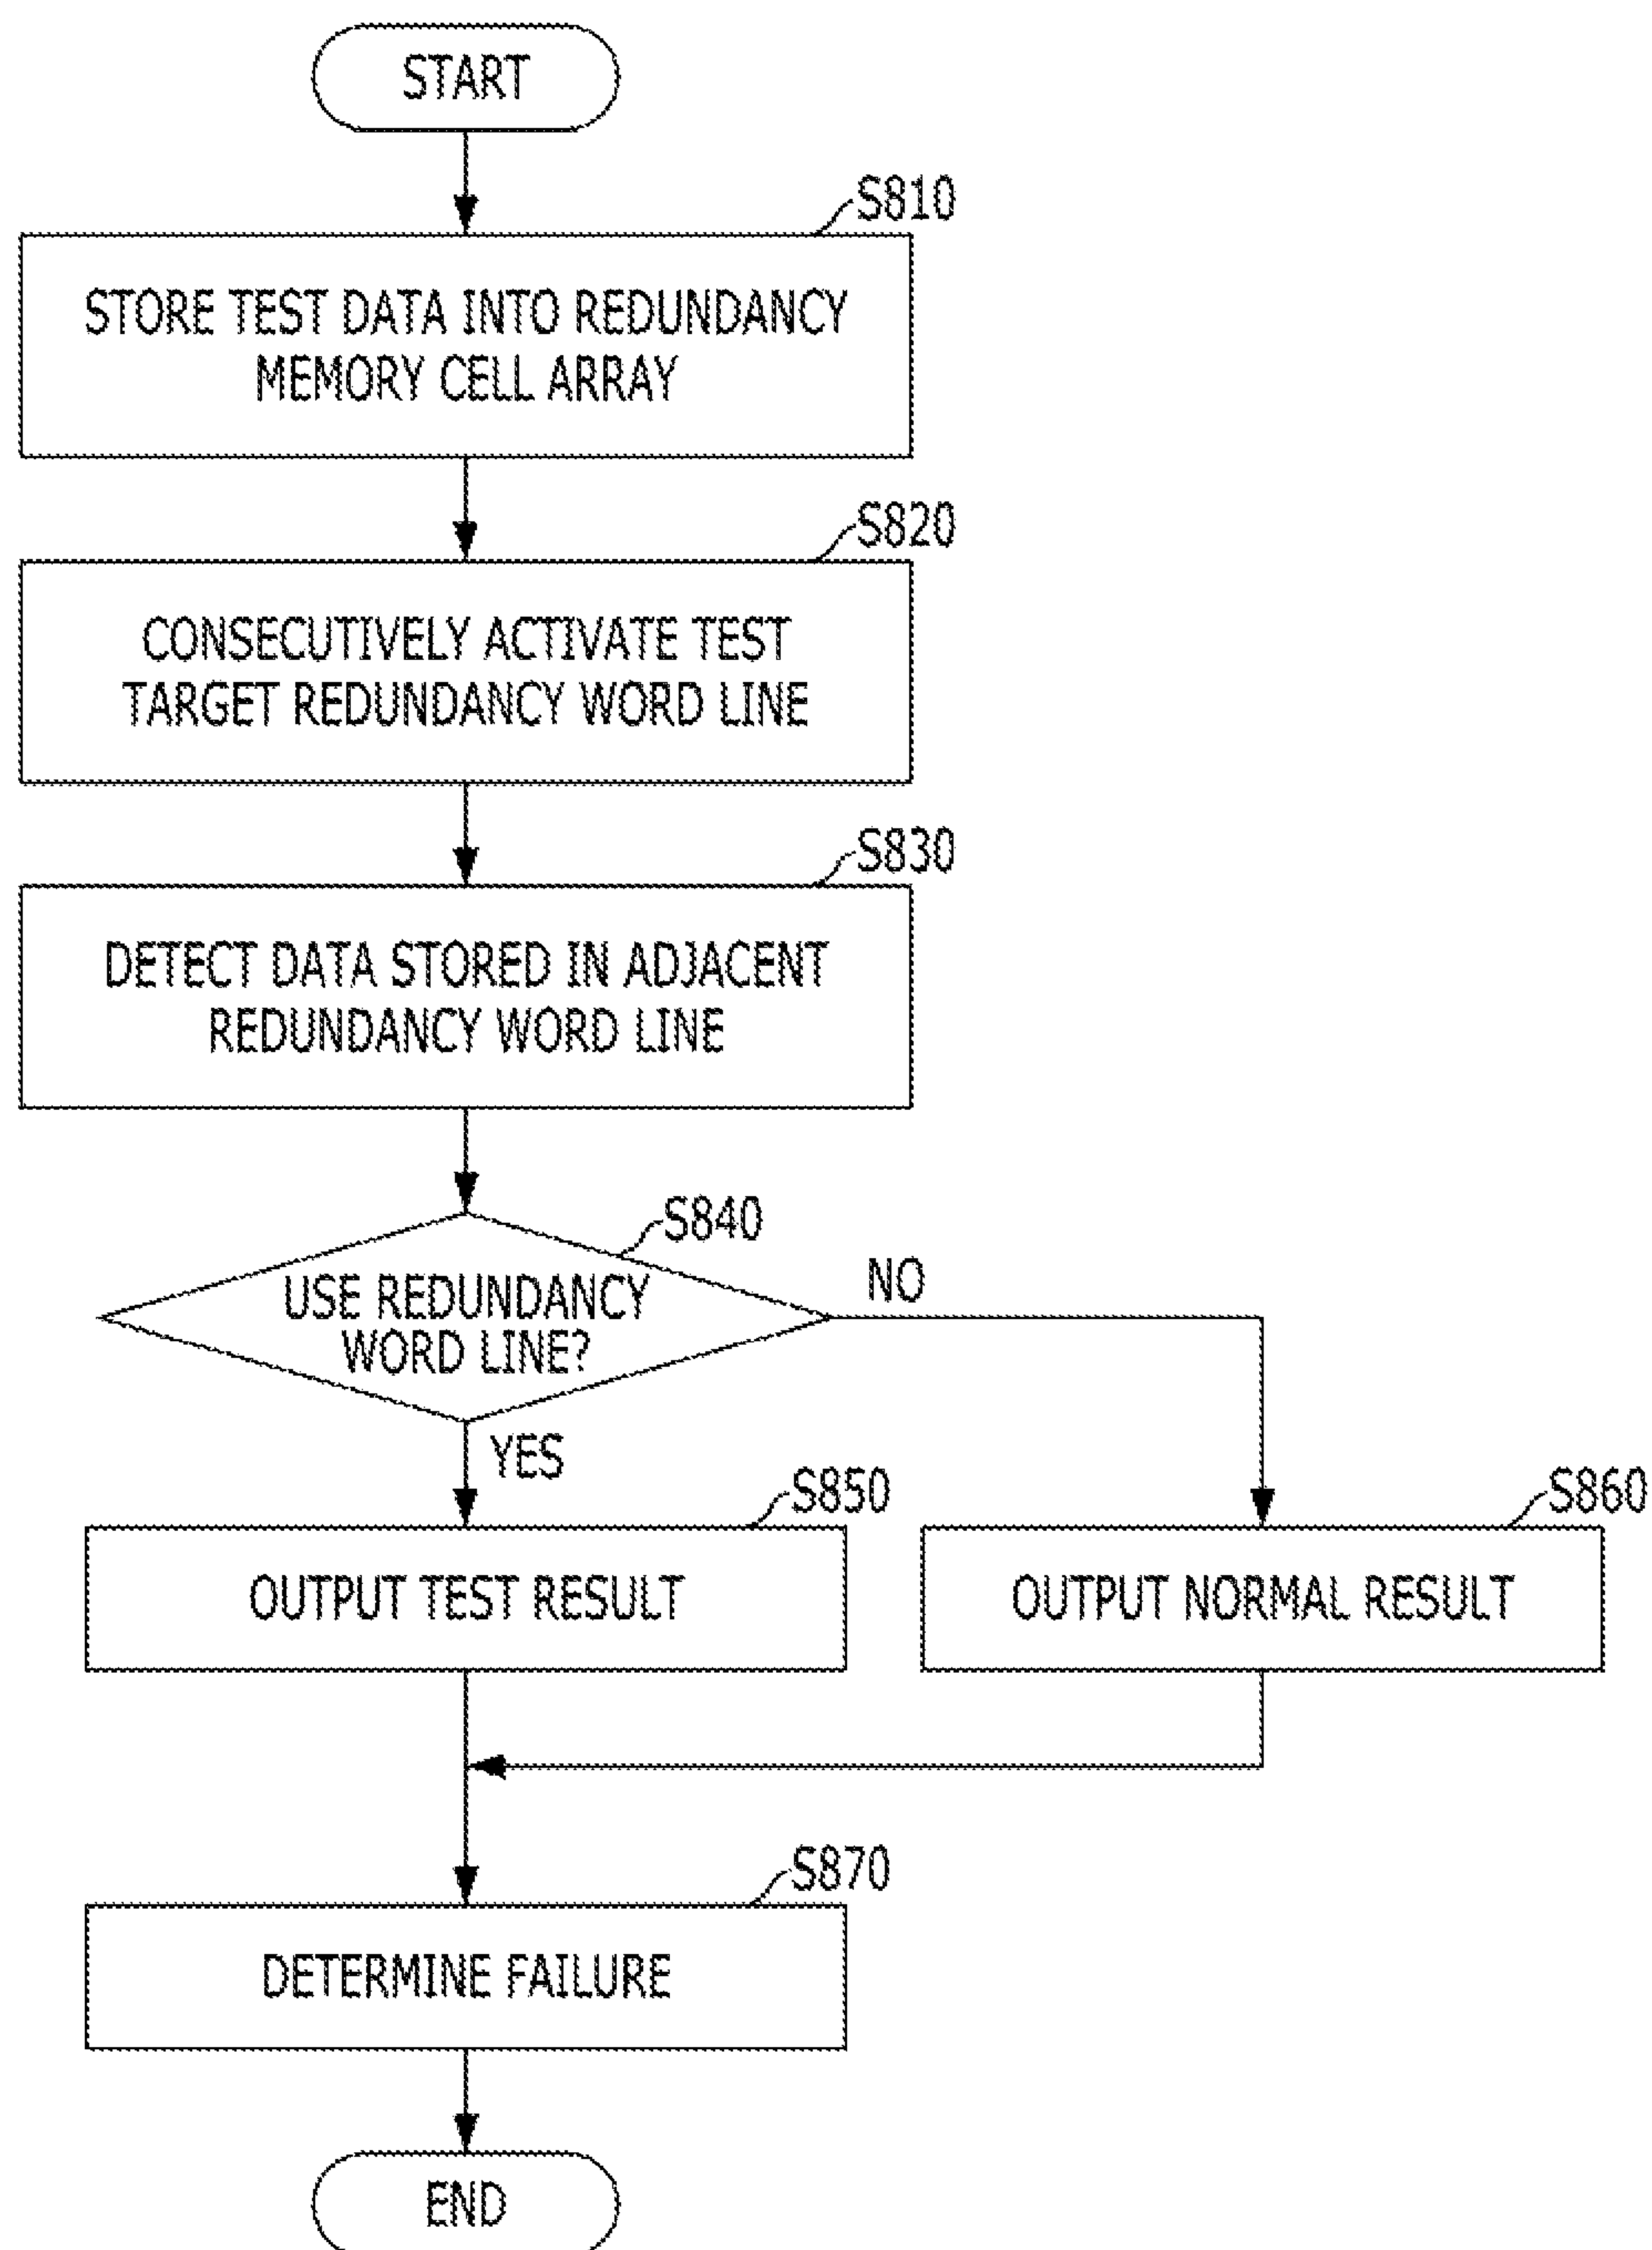 START
S810
STORE TEST DATA INTO REDUNDANCY
MEMORY CELL ARRAY
S820
CONSECUTIVELY ACTIVATE TEST
TARGET REDUNDANCY WORD LINE
S830
DETECT DATA STORED IN ADJACENT
REDUNDANCY WORD LINE
S840
USE REDUNDANCY
WORD LINE?
NO
YES
S850
OUTPUT TEST RESULT
S860
OUTPUT NORMAL RESULT
S870
DETERMINE FAILURE
END